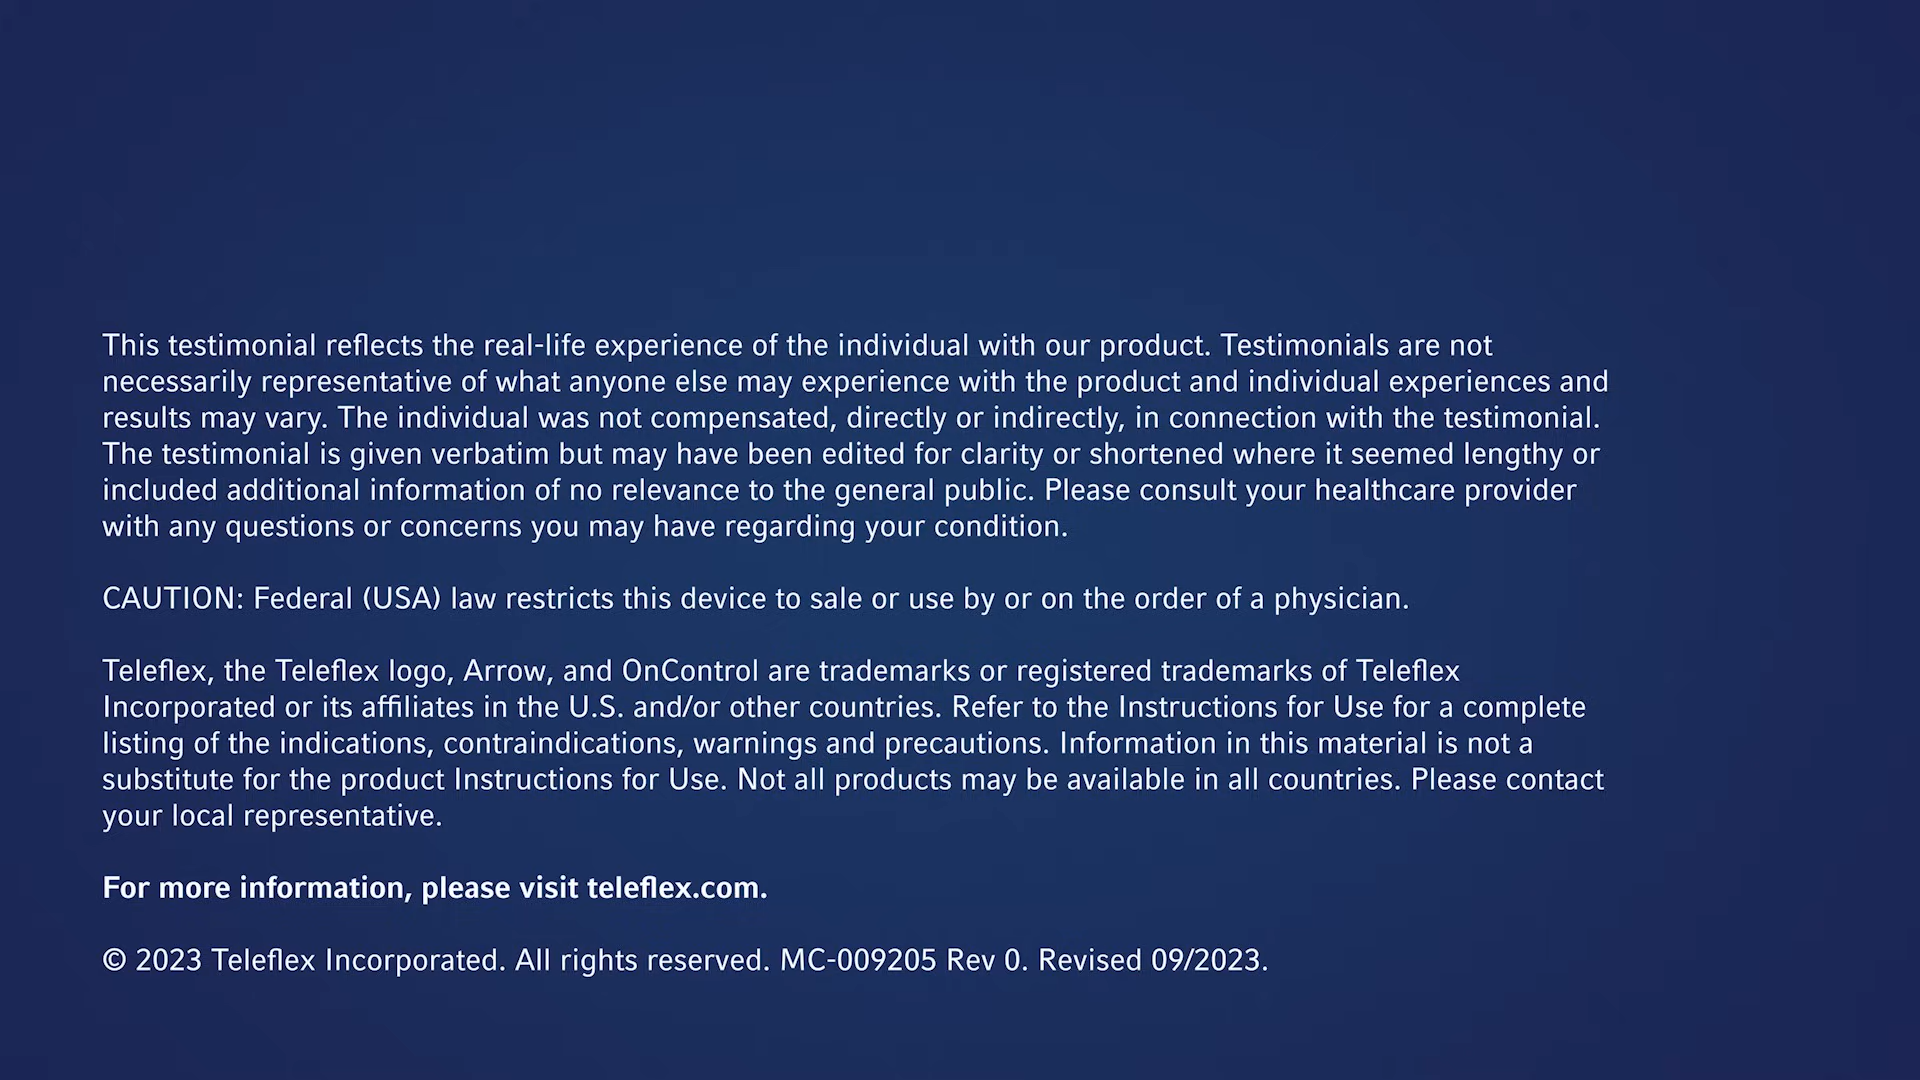 This testimonial reflects the real-life experience of the individual with our product. Testimonials are not
necessarily representative of what anyone else may experience with the product and individual experiences and
results may vary. The individual was not compensated, directly or indirectly, in connection with the testimonial.
The testimonial is given verbatim but may have been edited for clarity or shortened where it seemed lengthy or
included additional information of no relevance to the general public. Please consult your healthcare provider
with any questions or concerns you may have regarding your condition.
CAUTION: Federal (USA) law restricts this device to sale or use by or on the order of a physician.
Teleflex, the Teleflex logo, Arrow, and OnControl are trademarks or registered trademarks of Teleflex
Incorporated or its affiliates in the U.S. and/or other countries. Refer to the Instructions for Use for a complete
listing of the indications, contraindications, warnings and precautions. Information in this material is not a
substitute for the product Instructions for Use. Not all products may be available in all countries. Please contact
your local representative.
For more information, please visit teleflex.com.
© 2023 Teleflex Incorporated. All rights reserved. MC-009205 Rev 0. Revised 09/2023.